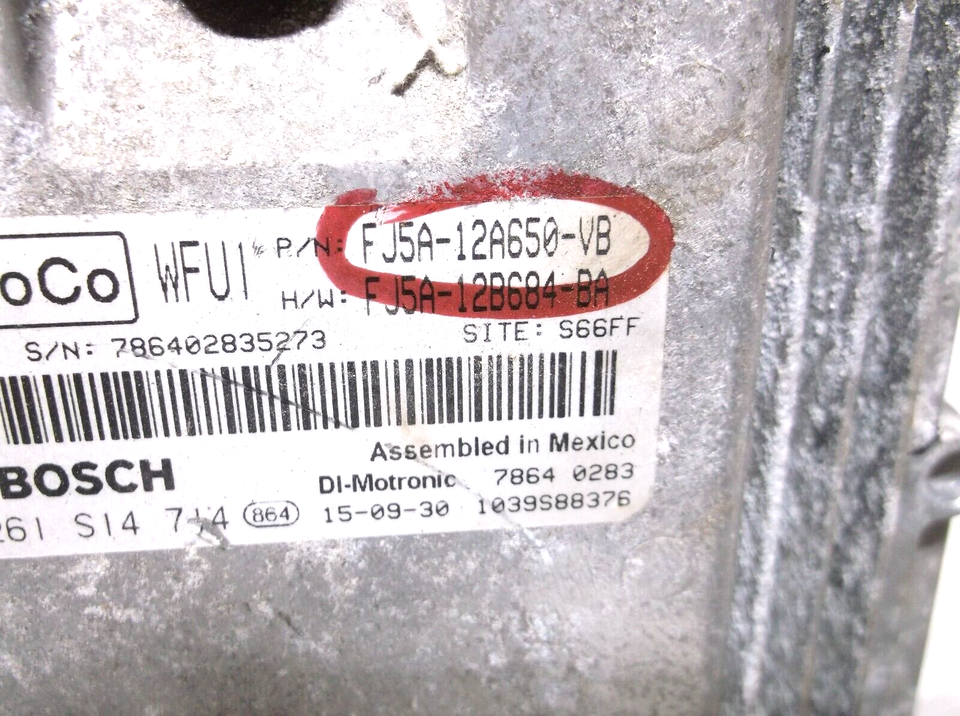 oCo WFU1 P/N: FJ5A-12A650-VB
H/W: FJ5A-12B684-BA
S/N: 786402835273 SITE: S66FF
Assembled in Mexico
BOSCH DI-Motronic 7864 0283
261 S14 714 864 15-09-30 1039S88376